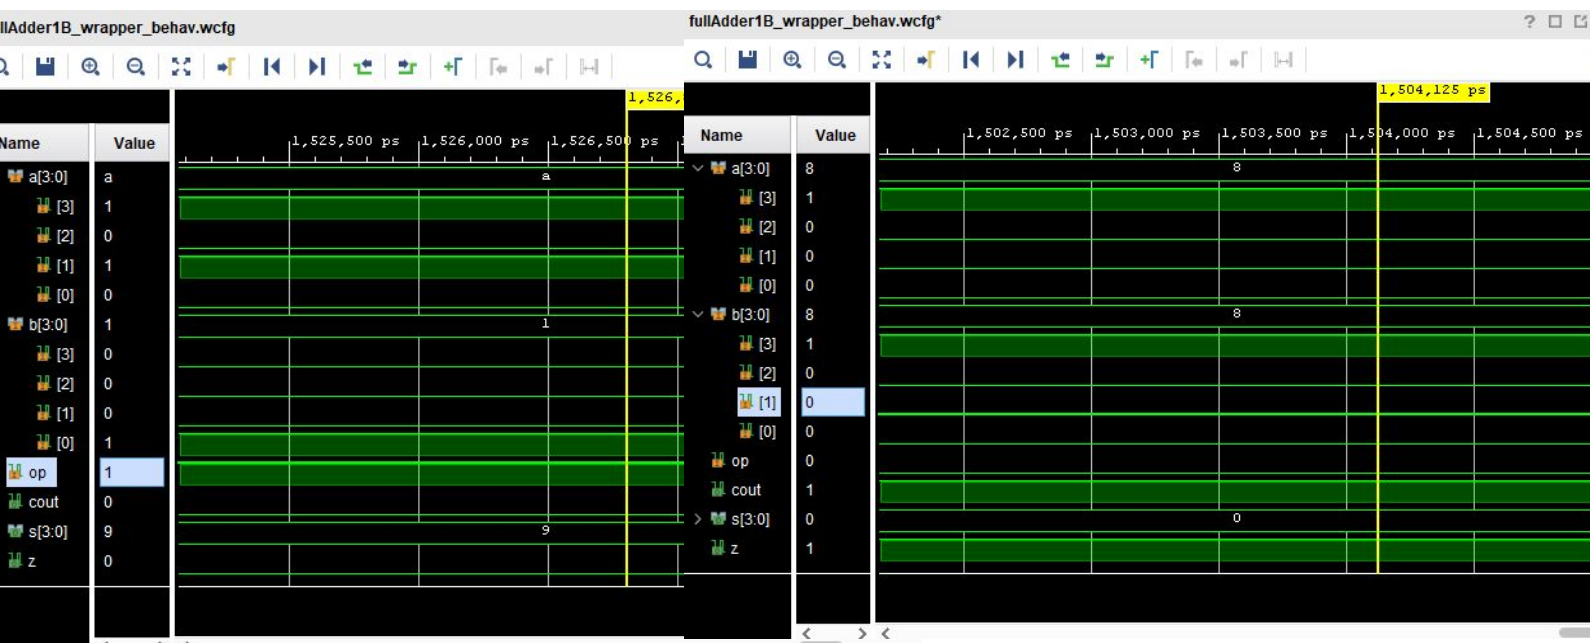 llAdder1B_wrapper_behav.wcfg
1,526,
1,525,500 ps 1,526,000 ps 1,526,500 ps
Name Value
a[3:0] a a
[3] 1
[2] 0
[1] 1
[0] 0
b[3:0] 1 1
[3] 0
[2] 0
[1] 0
[0] 1
op 1
cout 0
s[3:0] 9 9
z 0
fullAdder1B_wrapper_behav.wcfg*
1,504,125 ps
1,502,500 ps 1,503,000 ps 1,503,500 ps 1,504,000 ps 1,504,500 ps
Name Value
a[3:0] 8 8
[3] 1
[2] 0
[1] 0
[0] 0
b[3:0] 8 8
[3] 1
[2] 0
[1] 0
[0] 0
op 0
cout 1
s[3:0] 0 0
z 1